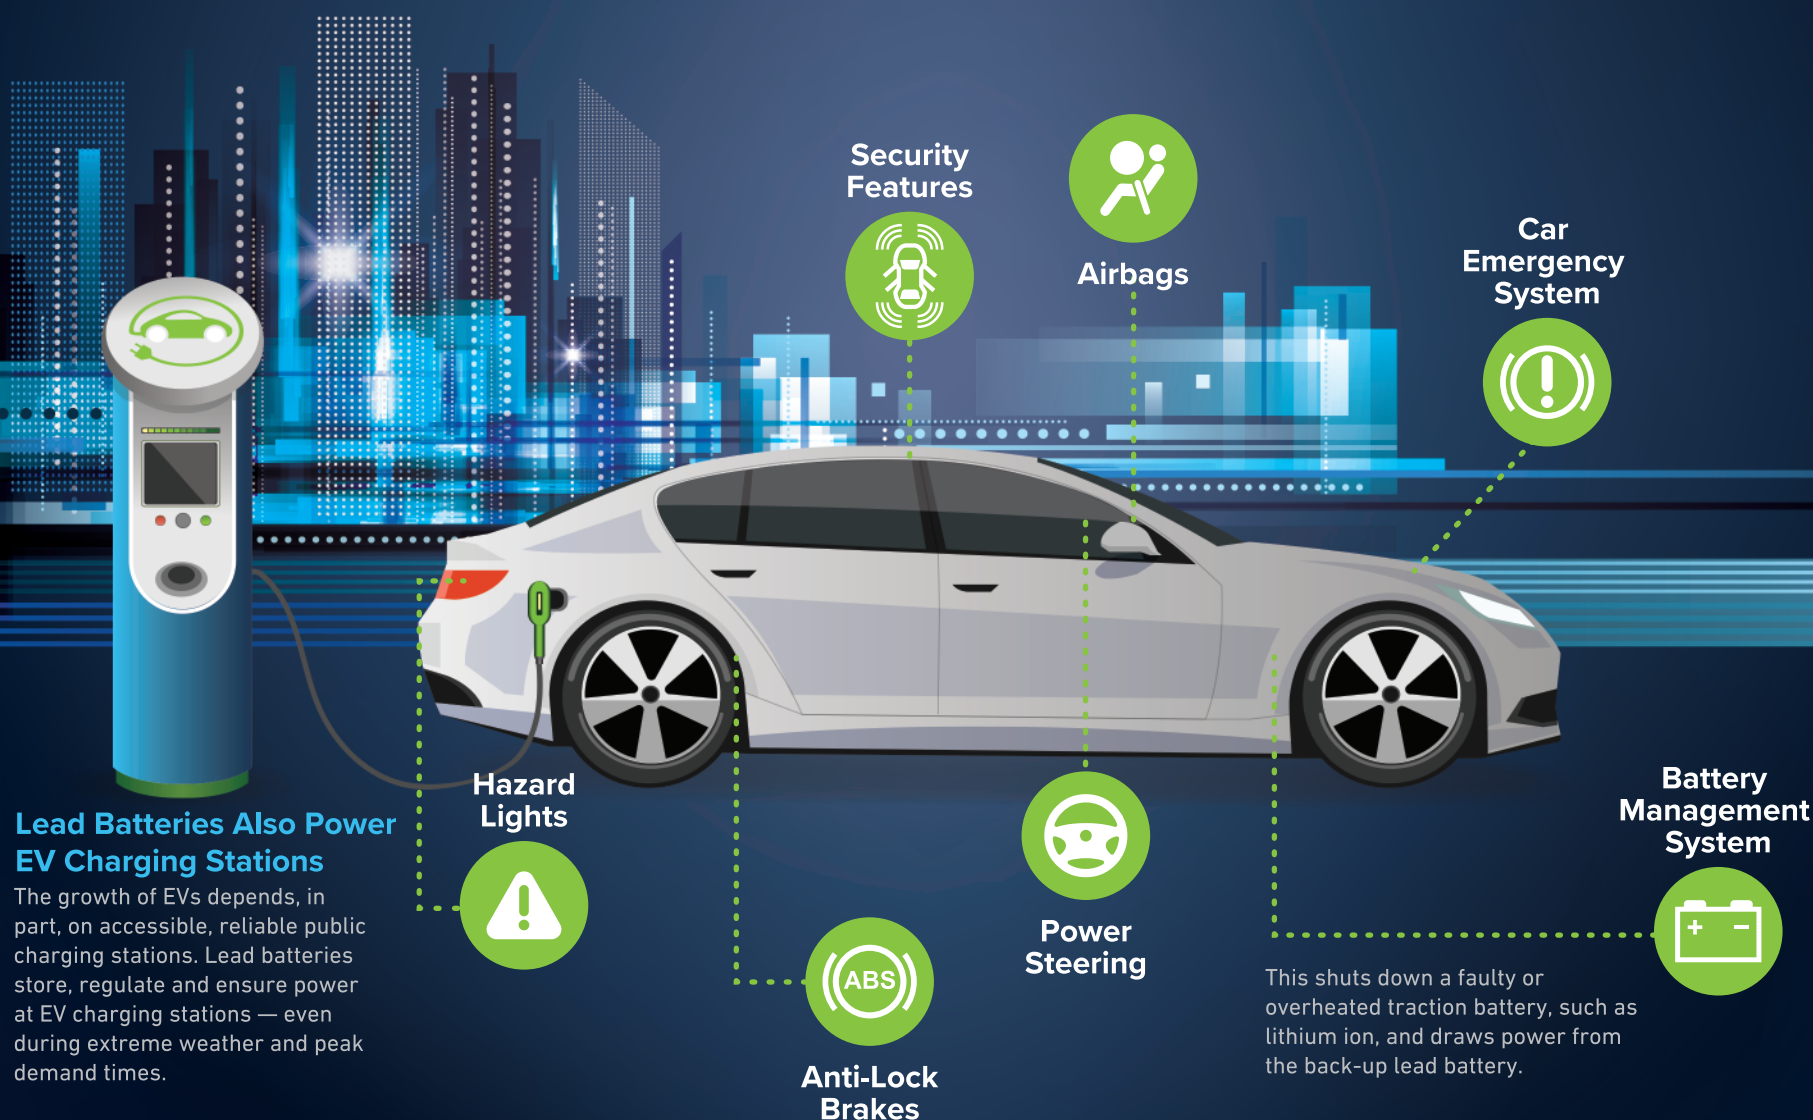 Security
Features
Airbags
Car
Emergency
System
Hazard
Lights
Lead Batteries Also Power
EV Charging Stations
The growth of EVs depends, in
part, on accessible, reliable public
charging stations. Lead batteries
store, regulate and ensure power
at EV charging stations — even
during extreme weather and peak
demand times.
ABS
Anti-Lock
Brakes
Power
Steering
Battery
Management
System
+ −
This shuts down a faulty or
overheated traction battery, such as
lithium ion, and draws power from
the back-up lead battery.